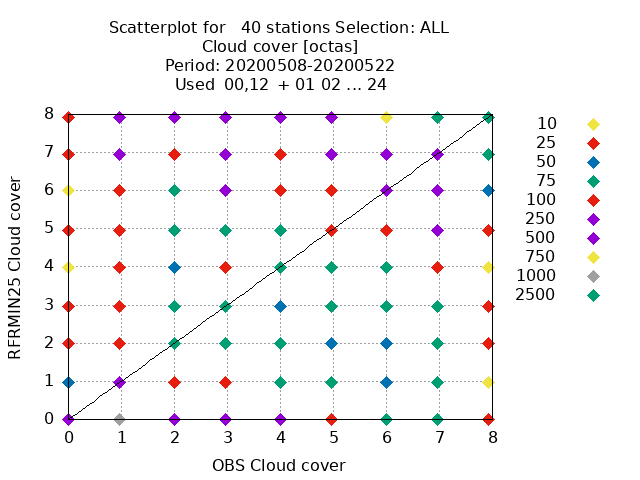 Scatterplot for   40 stations Selection: ALL
Cloud cover [octas]
Period: 20200508-20200522
Used  00,12  + 01 02 ... 24
8
7
6
5
4
3
2
1
0
RFRMIN25 Cloud cover
0 1 2 3 4 5 6 7 8
OBS Cloud cover
10
25
50
75
100
250
500
750
1000
2500